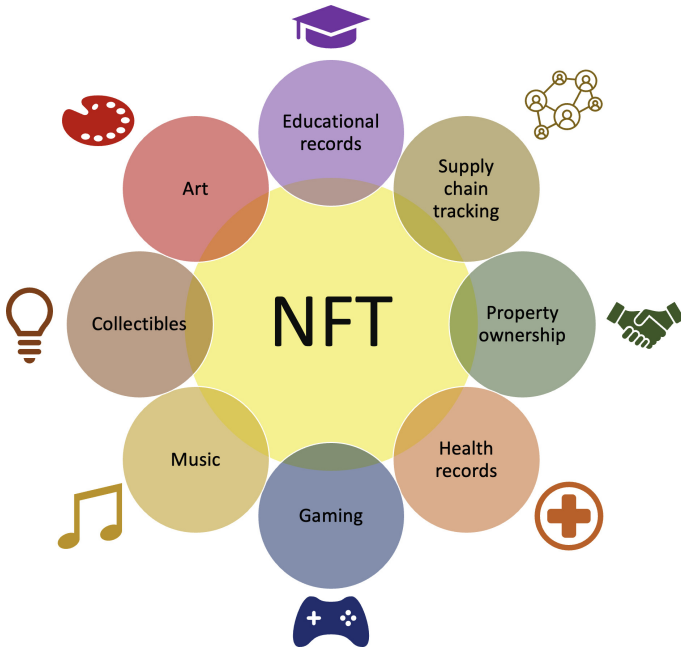 Educational
records
Supply
chain
tracking
Property
ownership
Health
records
Gaming
Music
Collectibles
Art
NFT